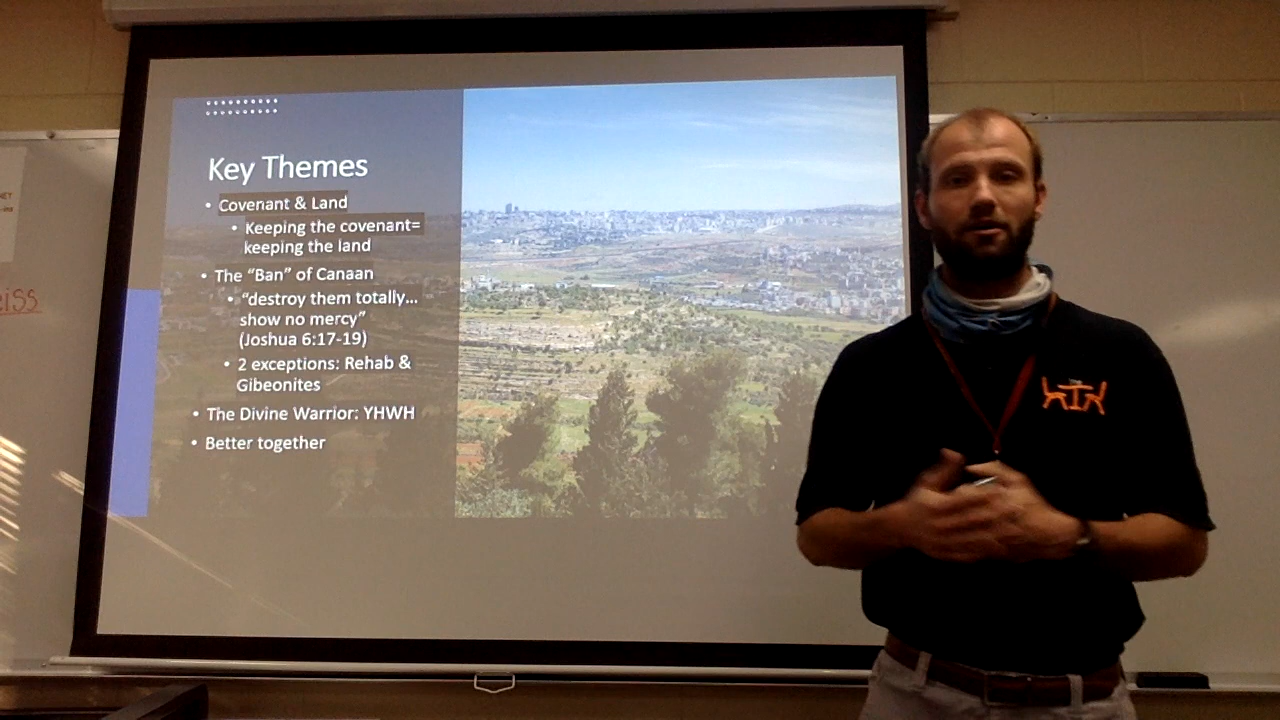 Key Themes
• Covenant & Land
• Keeping the covenant=
keeping the land
• The “Ban” of Canaan
• “destroy them totally…
show no mercy”
(Joshua 6:17-19)
• 2 exceptions: Rehab &
Gibeonites
• The Divine Warrior: YHWH
• Better together